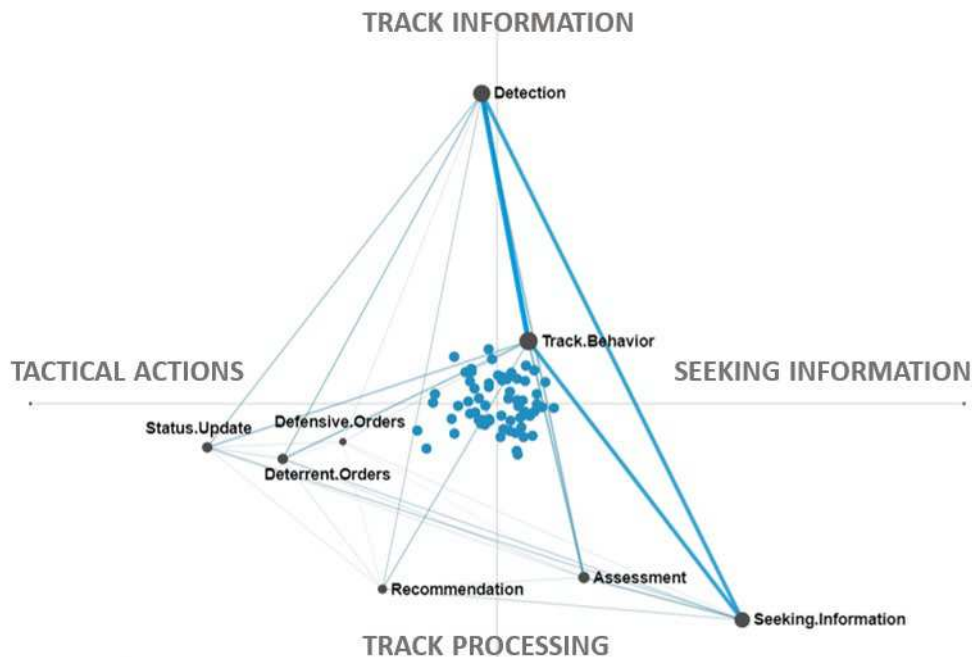 TRACK INFORMATION
Detection
Track.Behavior
TACTICAL ACTIONS
SEEKING INFORMATION
Status.Update
Defensive.Orders
Deterrent.Orders
Recommendation
Assessment
Seeking.Information
TRACK PROCESSING